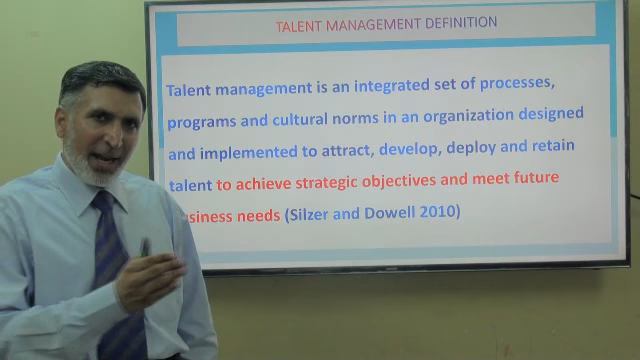 TALENT MANAGEMENT DEFINITION
Talent management is an integrated set of processes,
programs and cultural norms in an organization designed
and implemented to attract, develop, deploy and retain
talent to achieve strategic objectives and meet future
business needs (Silzer and Dowell 2010)